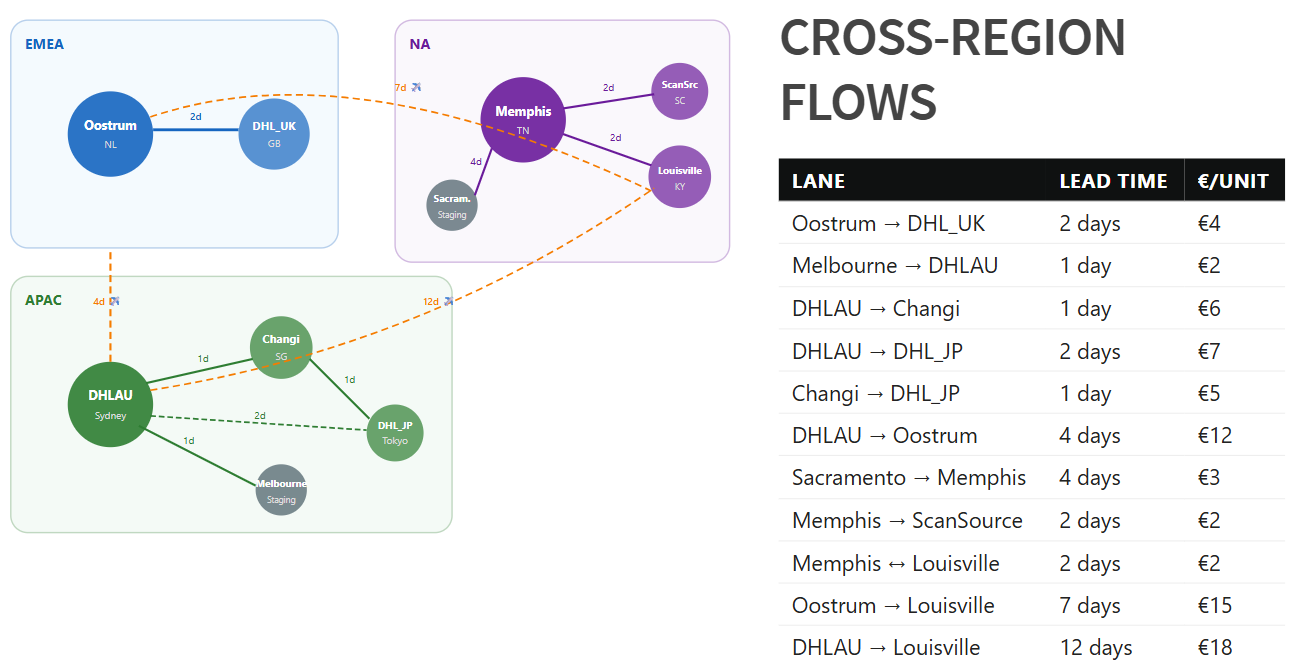 EMEA
Oostrum
NL
2d
DHL_UK
GB
NA
7d
Memphis
TN
2d
ScanSrc
SC
2d
Louisville
KY
4d
Sacram.
Staging
APAC
4d
12d
DHLAU
Sydney
1d
Changi
SG
1d
2d
DHL_JP
Tokyo
1d
Melbourne
Staging
CROSS-REGION
FLOWS
LANE LEAD TIME €/UNIT
Oostrum → DHL_UK 2 days €4
Melbourne → DHLAU 1 day €2
DHLAU → Changi 1 day €6
DHLAU → DHL_JP 2 days €7
Changi → DHL_JP 1 day €5
DHLAU → Oostrum 4 days €12
Sacramento → Memphis 4 days €3
Memphis → ScanSource 2 days €2
Memphis ↔ Louisville 2 days €2
Oostrum → Louisville 7 days €15
DHLAU → Louisville 12 days €18